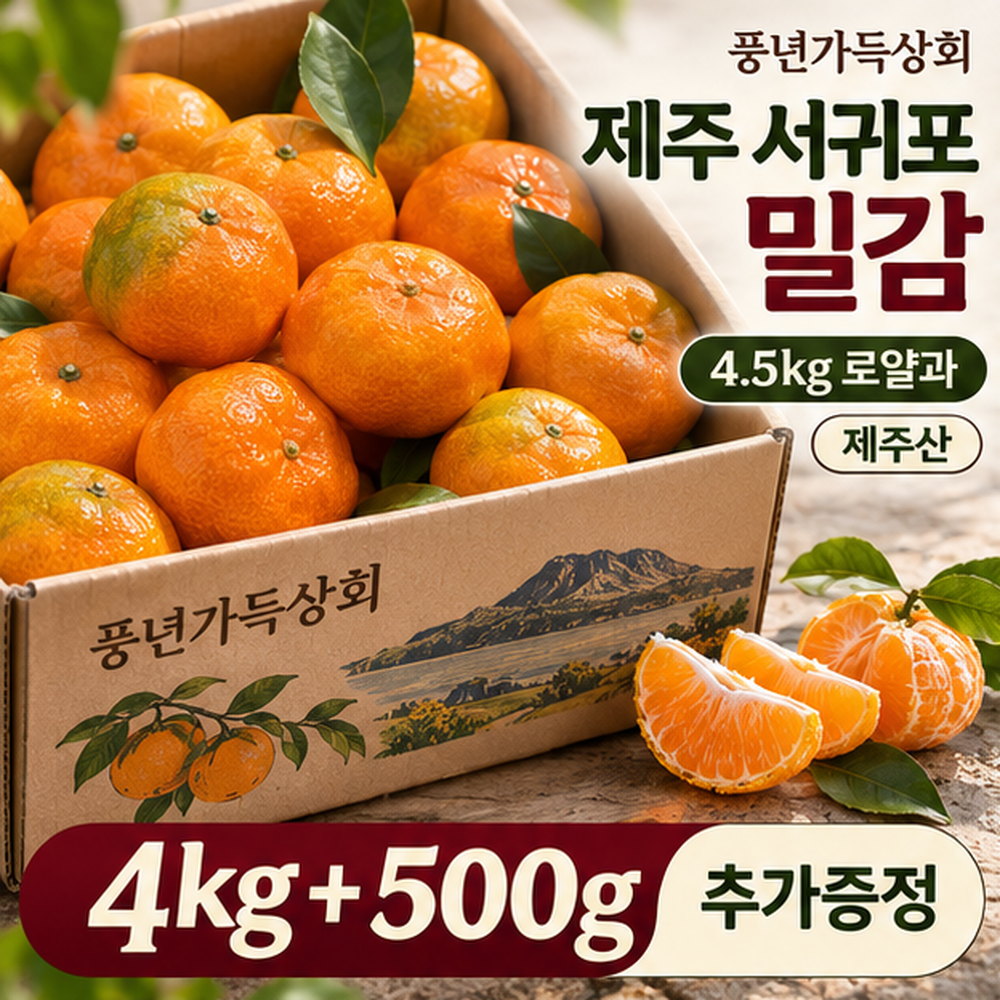 풍년가득상회
제주 서귀포
밀감
4.5kg 로얄과
제주산
풍년가득상회
4kg+500g 추가증정